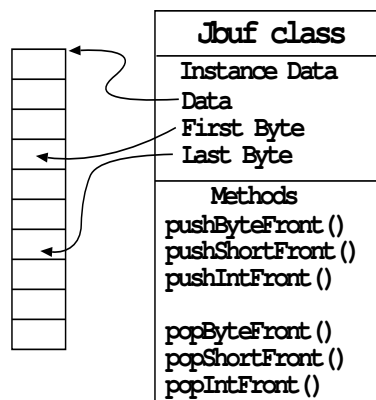 Jbuf class
Instance Data
Data
First Byte
Last Byte
Methods
pushByteFront()
pushShortFront()
pushIntFront()
popByteFront()
popShortFront()
popIntFront()